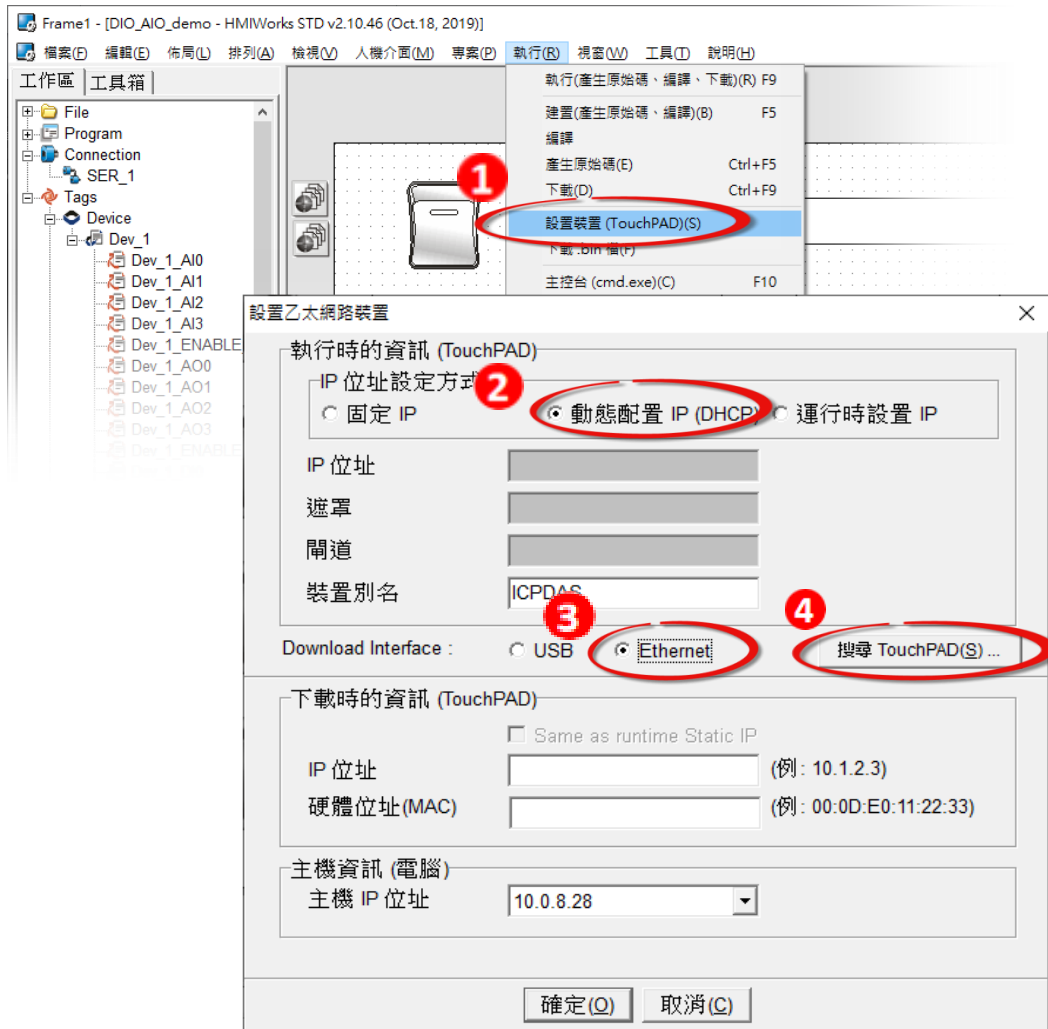 Frame1 - [DIO_AIO_demo - HMIWorks STD v2.10.46 (Oct.18, 2019)]
檔案(F) 編輯(E) 佈局(L) 排列(A) 檢視(V) 人機介面(M) 專案(P) 執行(R) 視窗(W) 工具(T) 說明(H)
工作區 工具箱
執行(產生原始碼、編譯、下載)(R) F9
File
建置(產生原始碼、編譯)(B) F5
Program
編譯
Connection
產生原始碼(E) Ctrl+F5
SER_1
1
下載(D) Ctrl+F9
Tags
Device
設置裝置 (TouchPAD)(S)
Dev_1
下載 .bin 檔(F)
Dev_1_AI0
Dev_1_AI1
主控台 (cmd.exe)(C) F10
Dev_1_AI2
Dev_1_AI3
Dev_1_ENABLE
Dev_1_AO0
Dev_1_AO1
Dev_1_AO2
Dev_1_AO3
Dev_1_ENABLE
設置乙太網路裝置
執行時的資訊 (TouchPAD)
IP 位址設定方式
2
固定 IP 動態配置 IP (DHCP) 運行時設置 IP
IP 位址
遮罩
閘道
裝置別名 ICPDAS
3 4
Download Interface : USB Ethernet 搜尋 TouchPAD(S) ...
下載時的資訊 (TouchPAD)
Same as runtime Static IP
IP 位址 (例 : 10.1.2.3)
硬體位址(MAC) (例 : 00:0D:E0:11:22:33)
主機資訊 (電腦)
主機 IP 位址 10.0.8.28
確定(O) 取消(C)